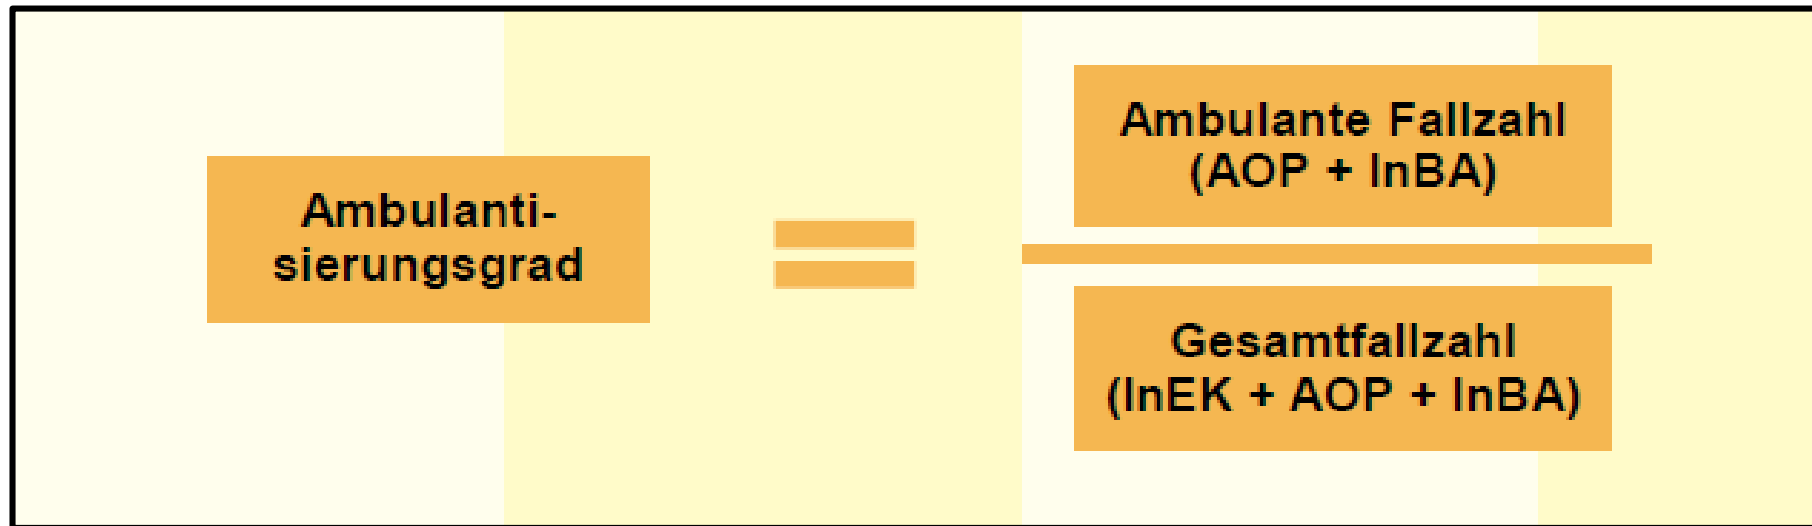 Ambulanti-
sierungsgrad
=
Ambulante Fallzahl
(AOP + InBA)
Gesamtfallzahl
(InEK + AOP + InBA)